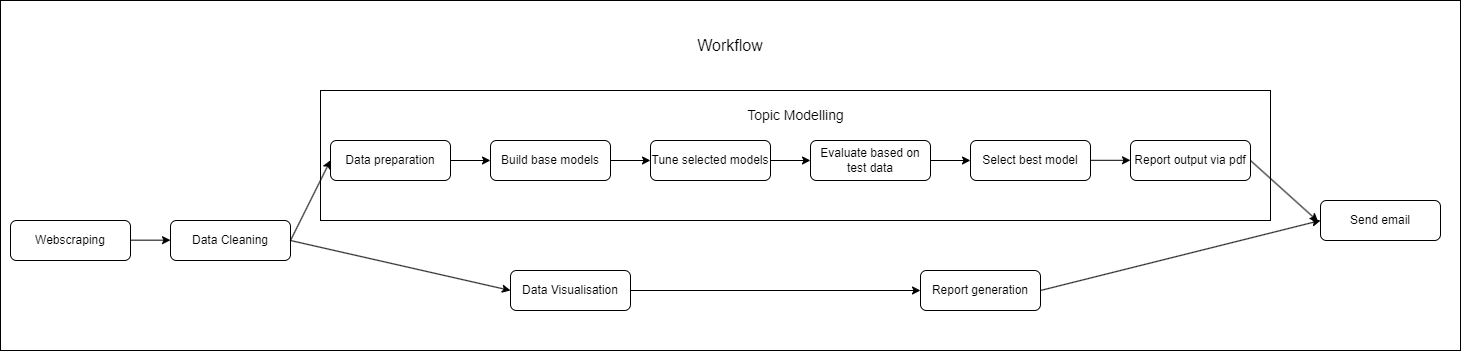 Workflow
Topic Modelling
Data preparation
Build base models
Tune selected models
Evaluate based on
test data
Select best model
Report output via pdf
Webscraping
Data Cleaning
Send email
Data Visualisation
Report generation